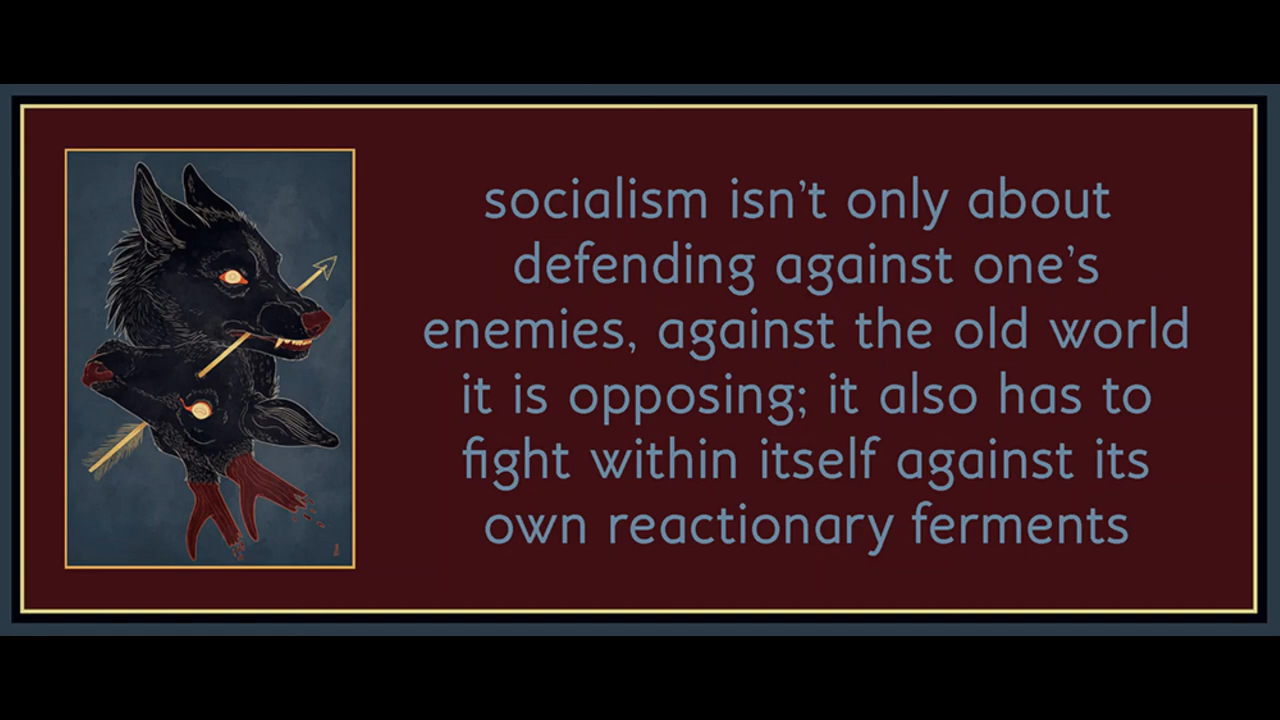 socialism isn’t only about
defending against one’s
enemies, against the old world
it is opposing; it also has to
fight within itself against its
own reactionary ferments